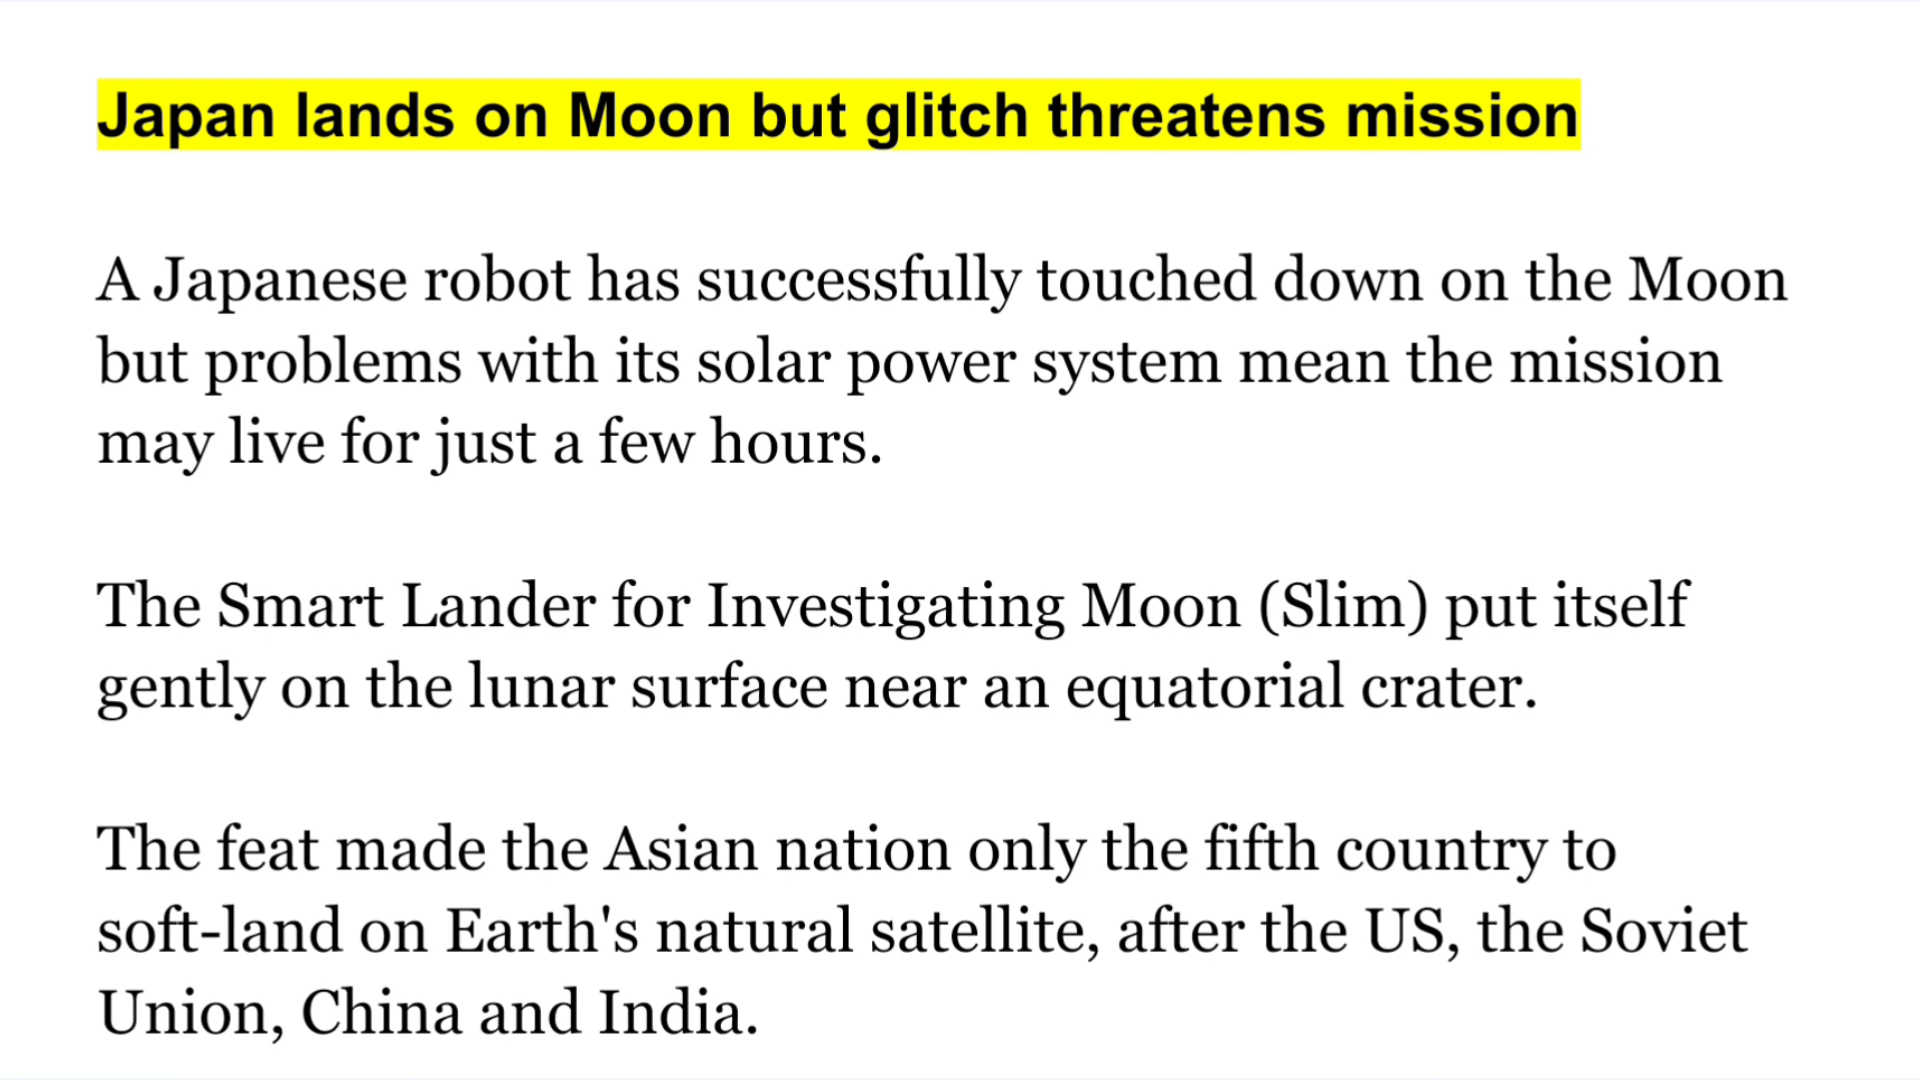 Japan lands on Moon but glitch threatens mission
A Japanese robot has successfully touched down on the Moon
but problems with its solar power system mean the mission
may live for just a few hours.
The Smart Lander for Investigating Moon (Slim) put itself
gently on the lunar surface near an equatorial crater.
The feat made the Asian nation only the fifth country to
soft-land on Earth's natural satellite, after the US, the Soviet
Union, China and India.